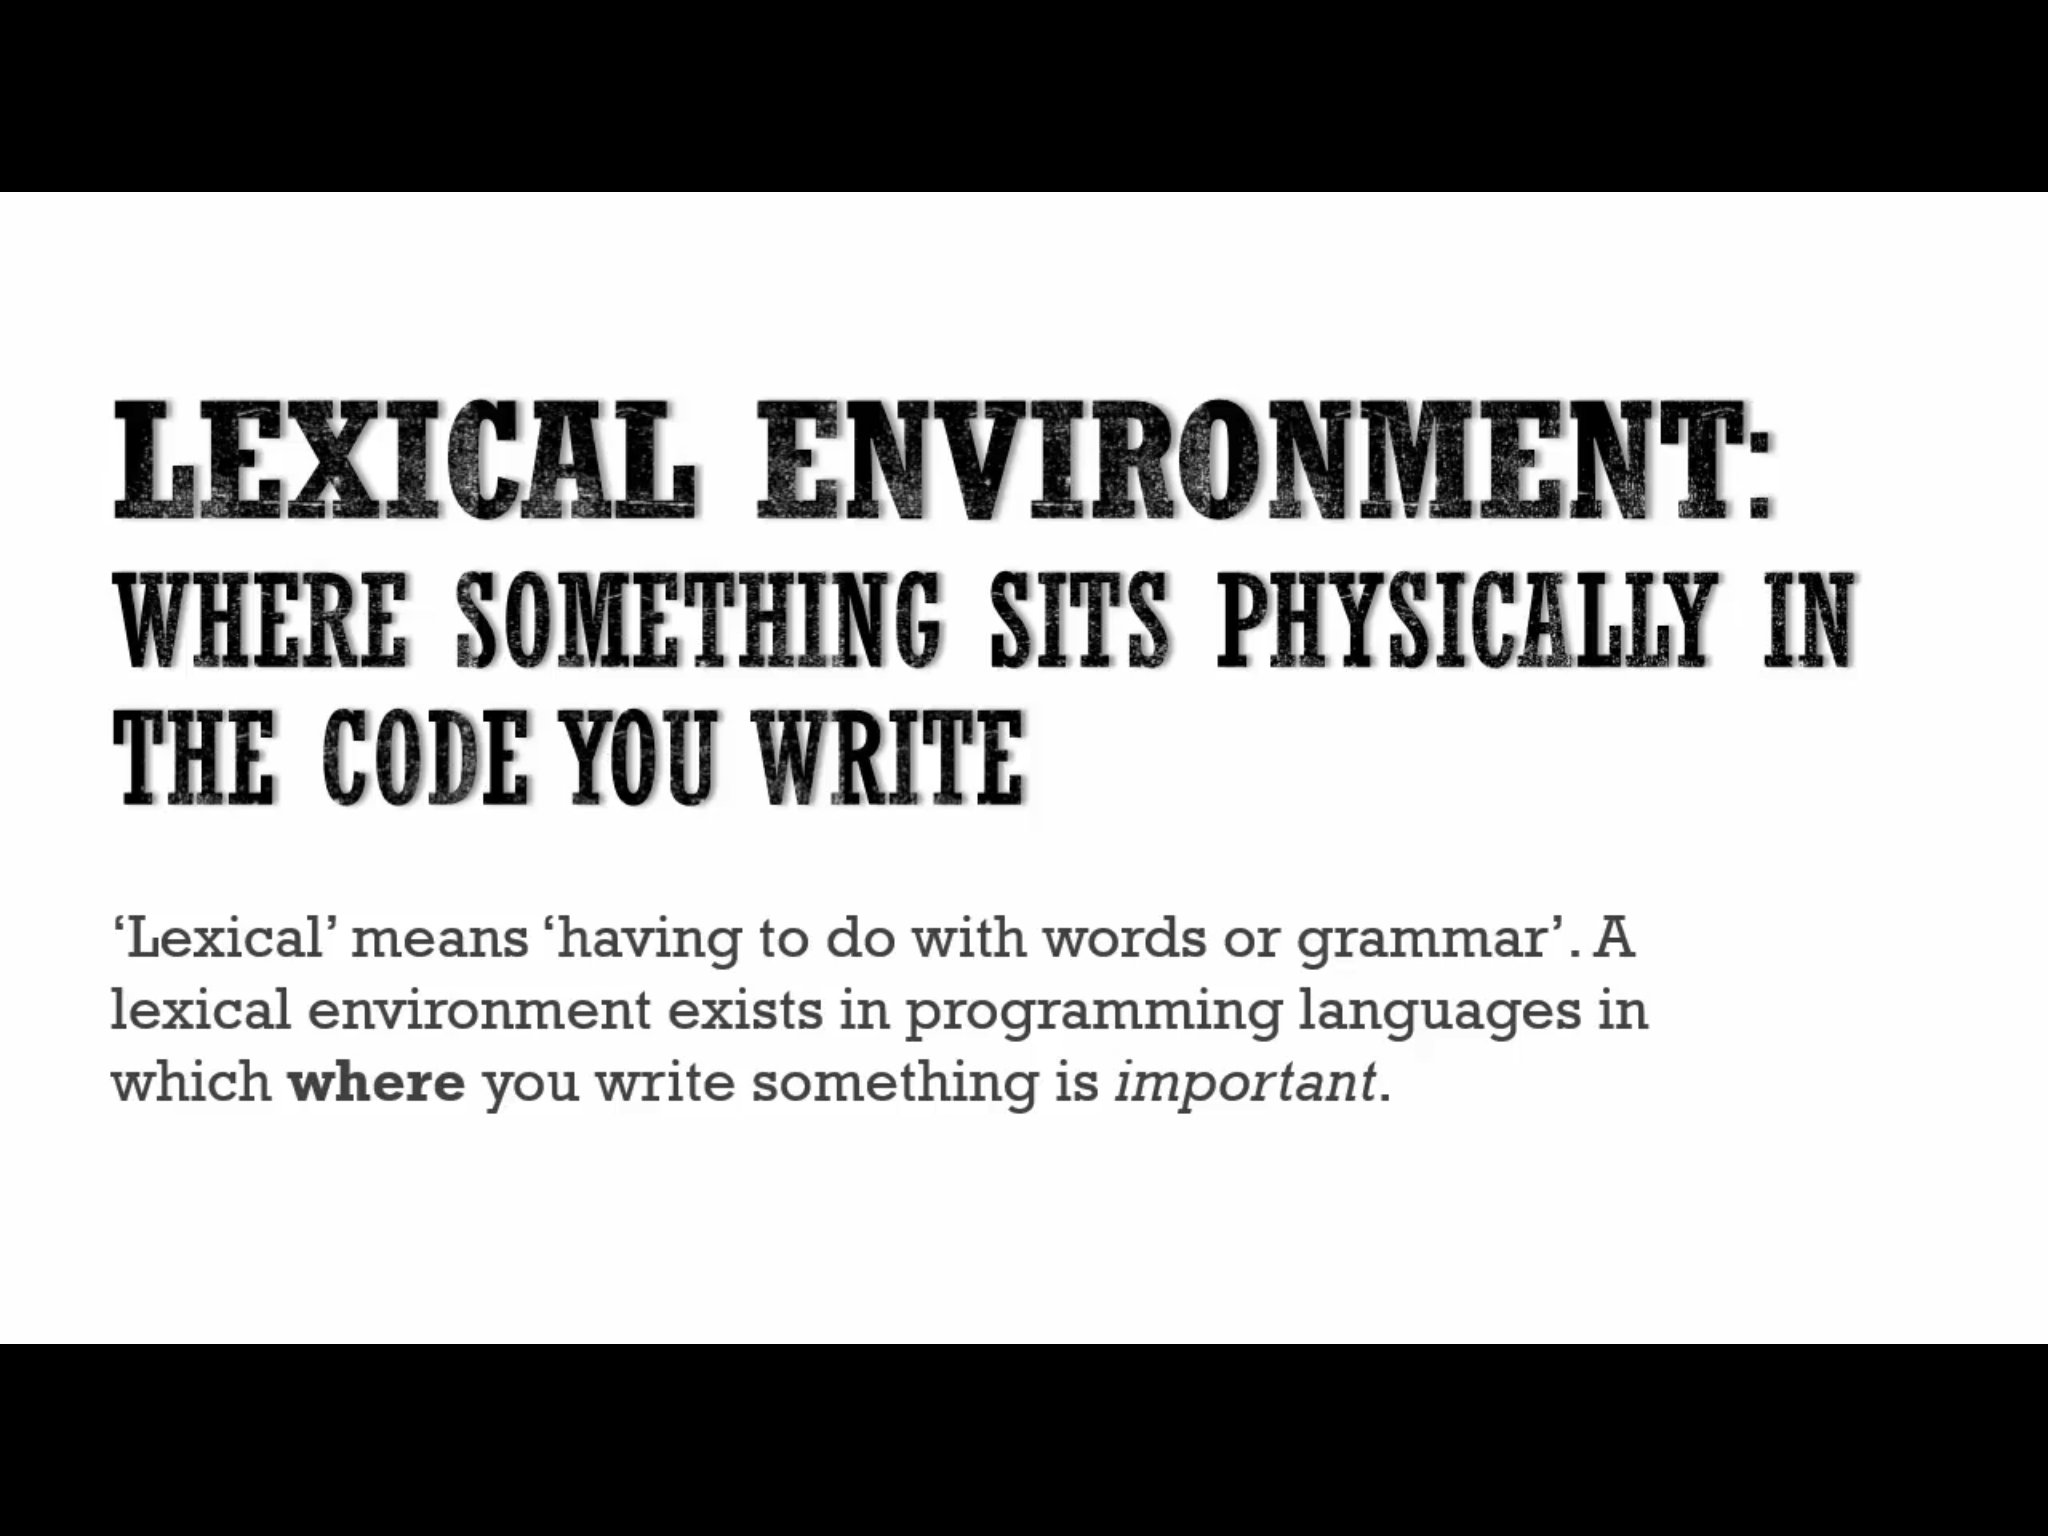 LEXICAL ENVIRONMENT:
WHERE SOMETHING SITS PHYSICALLY IN
THE CODE YOU WRITE
‘Lexical’ means ‘having to do with words or grammar’. A
lexical environment exists in programming languages in
which where you write something is important.